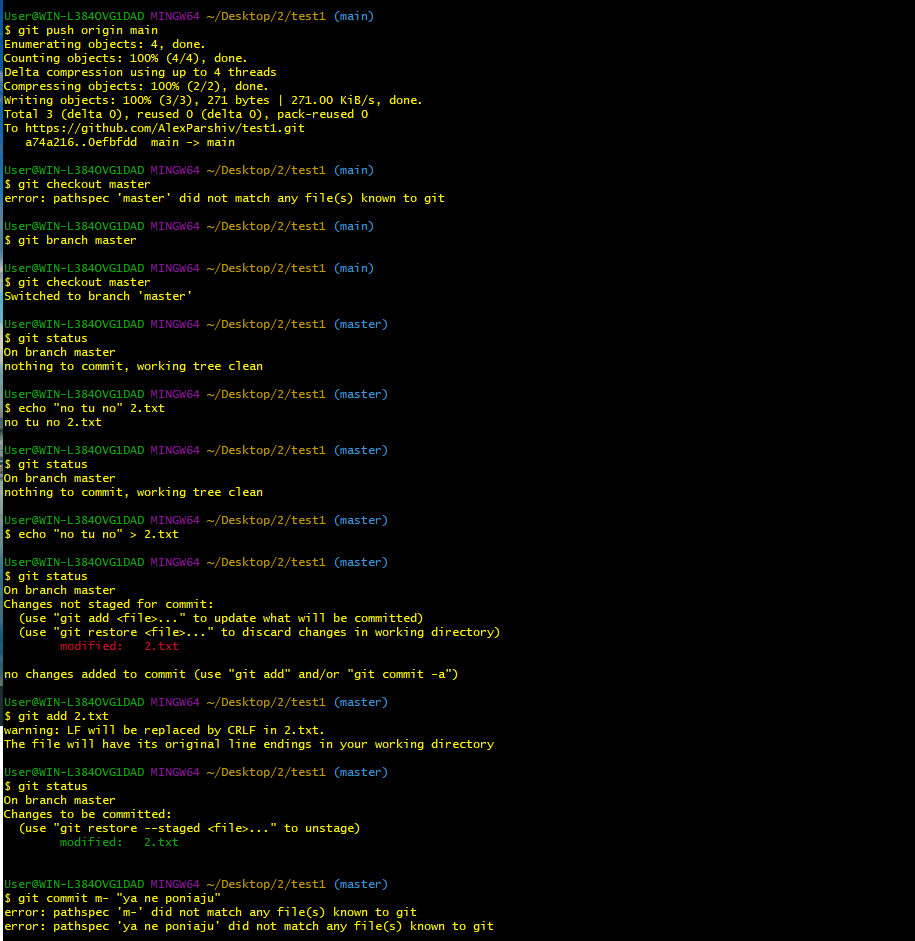 User@WIN-L384OVG1DAD MINGW64 ~/Desktop/2/test1 (main)
$ git push origin main
Enumerating objects: 4, done.
Counting objects: 100% (4/4), done.
Delta compression using up to 4 threads
Compressing objects: 100% (2/2), done.
Writing objects: 100% (3/3), 271 bytes | 271.00 KiB/s, done.
Total 3 (delta 0), reused 0 (delta 0), pack-reused 0
To https://github.com/AlexParshiv/test1.git
   a74a216..0efbfdd  main -> main
User@WIN-L384OVG1DAD MINGW64 ~/Desktop/2/test1 (main)
$ git checkout master
error: pathspec 'master' did not match any file(s) known to git
User@WIN-L384OVG1DAD MINGW64 ~/Desktop/2/test1 (main)
$ git branch master
User@WIN-L384OVG1DAD MINGW64 ~/Desktop/2/test1 (main)
$ git checkout master
Switched to branch 'master'
User@WIN-L384OVG1DAD MINGW64 ~/Desktop/2/test1 (master)
$ git status
On branch master
nothing to commit, working tree clean
User@WIN-L384OVG1DAD MINGW64 ~/Desktop/2/test1 (master)
$ echo "no tu no" 2.txt
no tu no 2.txt
User@WIN-L384OVG1DAD MINGW64 ~/Desktop/2/test1 (master)
$ git status
On branch master
nothing to commit, working tree clean
User@WIN-L384OVG1DAD MINGW64 ~/Desktop/2/test1 (master)
$ echo "no tu no" > 2.txt
User@WIN-L384OVG1DAD MINGW64 ~/Desktop/2/test1 (master)
$ git status
On branch master
Changes not staged for commit:
  (use "git add <file>..." to update what will be committed)
  (use "git restore <file>..." to discard changes in working directory)
        modified:   2.txt
no changes added to commit (use "git add" and/or "git commit -a")
User@WIN-L384OVG1DAD MINGW64 ~/Desktop/2/test1 (master)
$ git add 2.txt
warning: LF will be replaced by CRLF in 2.txt.
The file will have its original line endings in your working directory
User@WIN-L384OVG1DAD MINGW64 ~/Desktop/2/test1 (master)
$ git status
On branch master
Changes to be committed:
  (use "git restore --staged <file>..." to unstage)
        modified:   2.txt
User@WIN-L384OVG1DAD MINGW64 ~/Desktop/2/test1 (master)
$ git commit m- "ya ne poniaju"
error: pathspec 'm-' did not match any file(s) known to git
error: pathspec 'ya ne poniaju' did not match any file(s) known to git